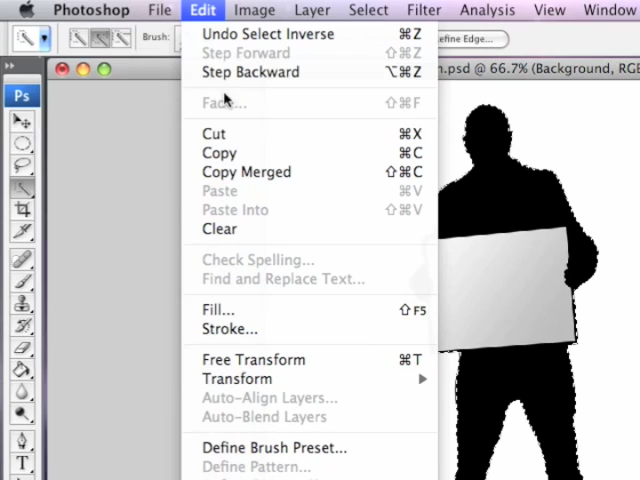 Photoshop File Edit Image Layer Select Filter Analysis View Window
Brush:
efine Edge...
Undo Select Inverse ⌘Z
Step Forward ⇧⌘Z
Step Backward ⌥⌘Z
n.psd @ 66.7% (Background, RGB
Ps
Fade... ⇧⌘F
Cut ⌘X
Copy ⌘C
Copy Merged ⇧⌘C
Paste ⌘V
Paste Into ⇧⌘V
Clear
Check Spelling...
Find and Replace Text...
Fill... ⇧F5
Stroke...
Free Transform ⌘T
Transform
Auto-Align Layers...
Auto-Blend Layers
Define Brush Preset...
Define Pattern...
T